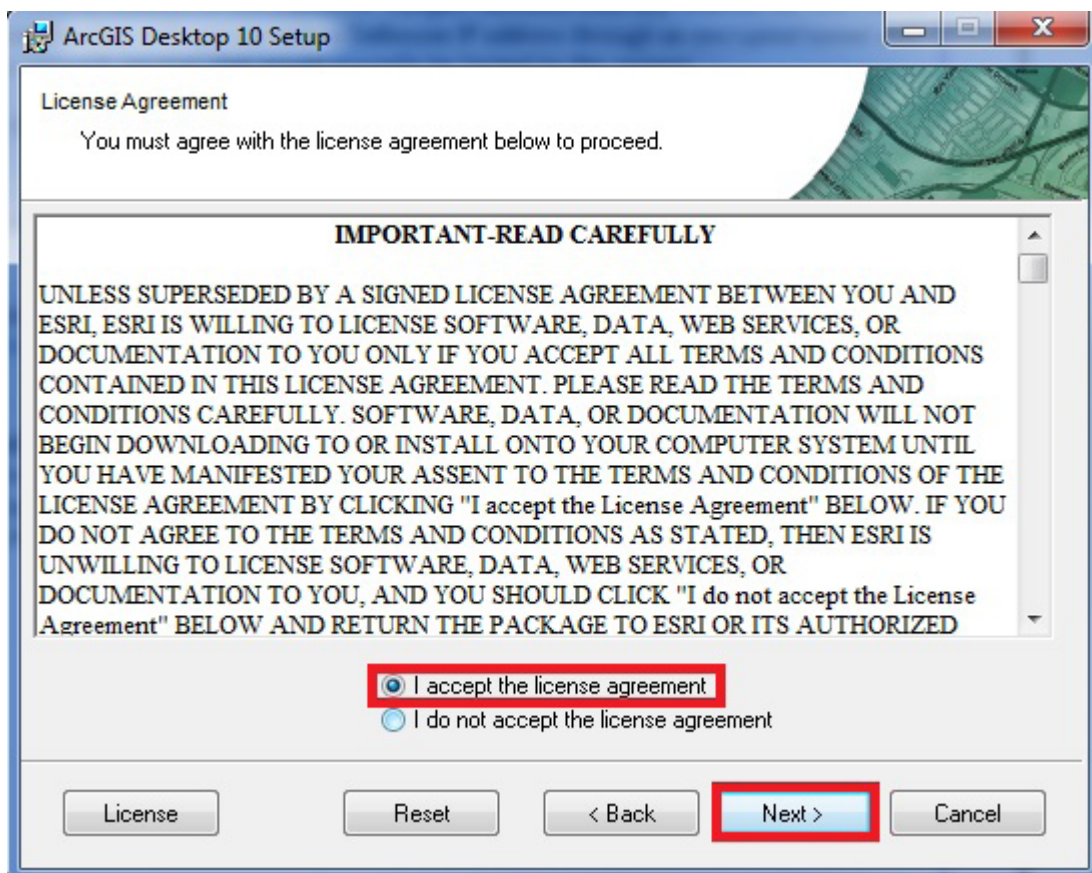 ArcGIS Desktop 10 Setup
License Agreement
You must agree with the license agreement below to proceed.
IMPORTANT-READ CAREFULLY
UNLESS SUPERSEDED BY A SIGNED LICENSE AGREEMENT BETWEEN YOU AND
ESRI, ESRI IS WILLING TO LICENSE SOFTWARE, DATA, WEB SERVICES, OR
DOCUMENTATION TO YOU ONLY IF YOU ACCEPT ALL TERMS AND CONDITIONS
CONTAINED IN THIS LICENSE AGREEMENT. PLEASE READ THE TERMS AND
CONDITIONS CAREFULLY. SOFTWARE, DATA, OR DOCUMENTATION WILL NOT
BEGIN DOWNLOADING TO OR INSTALL ONTO YOUR COMPUTER SYSTEM UNTIL
YOU HAVE MANIFESTED YOUR ASSENT TO THE TERMS AND CONDITIONS OF THE
LICENSE AGREEMENT BY CLICKING "I accept the License Agreement" BELOW. IF YOU
DO NOT AGREE TO THE TERMS AND CONDITIONS AS STATED, THEN ESRI IS
UNWILLING TO LICENSE SOFTWARE, DATA, WEB SERVICES, OR
DOCUMENTATION TO YOU, AND YOU SHOULD CLICK "I do not accept the License
Agreement" BELOW AND RETURN THE PACKAGE TO ESRI OR ITS AUTHORIZED
I accept the license agreement
I do not accept the license agreement
License Reset < Back Next > Cancel